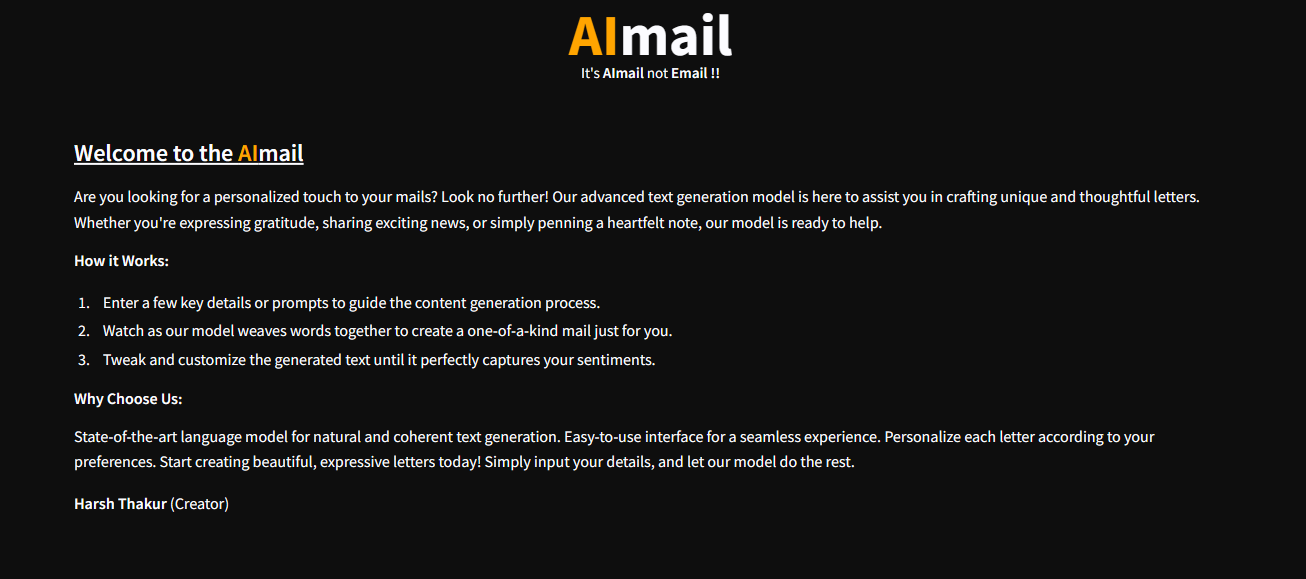 AImail
It's AImail not Email !!
Welcome to the AImail
Are you looking for a personalized touch to your mails? Look no further! Our advanced text generation model is here to assist you in crafting unique and thoughtful letters.
Whether you're expressing gratitude, sharing exciting news, or simply penning a heartfelt note, our model is ready to help.
How it Works:
1. Enter a few key details or prompts to guide the content generation process.
2. Watch as our model weaves words together to create a one-of-a-kind mail just for you.
3. Tweak and customize the generated text until it perfectly captures your sentiments.
Why Choose Us:
State-of-the-art language model for natural and coherent text generation. Easy-to-use interface for a seamless experience. Personalize each letter according to your
preferences. Start creating beautiful, expressive letters today! Simply input your details, and let our model do the rest.
Harsh Thakur (Creator)